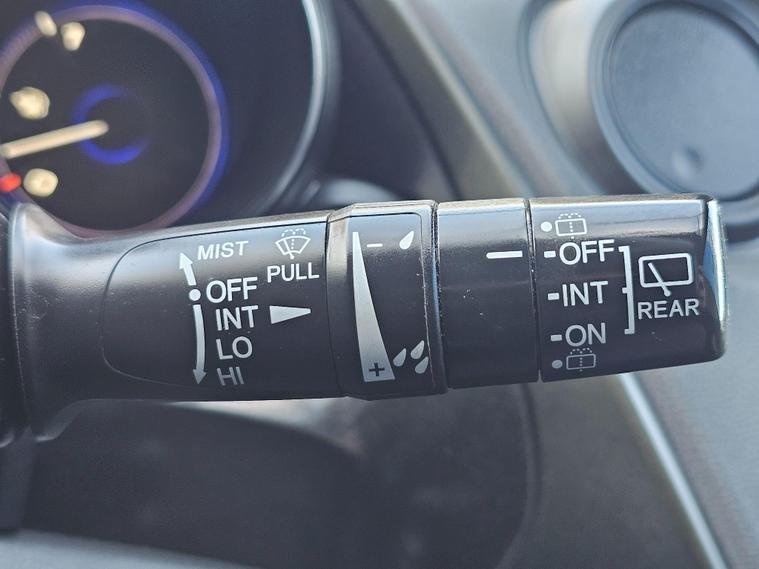 MIST
PULL
OFF
INT
LO
HI
-
+
OFF
INT
ON
REAR